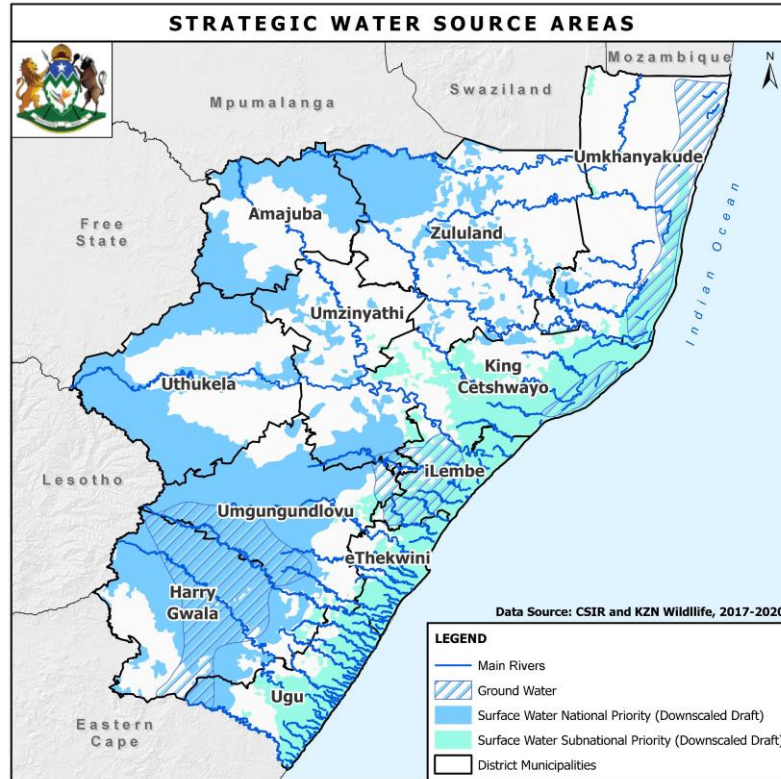 STRATEGIC WATER SOURCE AREAS
Mozambique
N
Swaziland
Mpumalanga
Umkhanyakude
Amajuba
Free
State
Zululand
Indian Ocean
Umzinyathi
King
Cetshwayo
Uthukela
Lesotho
iLembe
Umgungundlovu
eThekwini
Harry
Gwala
Data Source: CSIR and KZN Wildllife, 2017-2020
LEGEND
Main Rivers
Ground Water
Surface Water National Priority (Downscaled Draft)
Surface Water Subnational Priority (Downscaled Draft)
District Municipalities
Ugu
Eastern
Cape